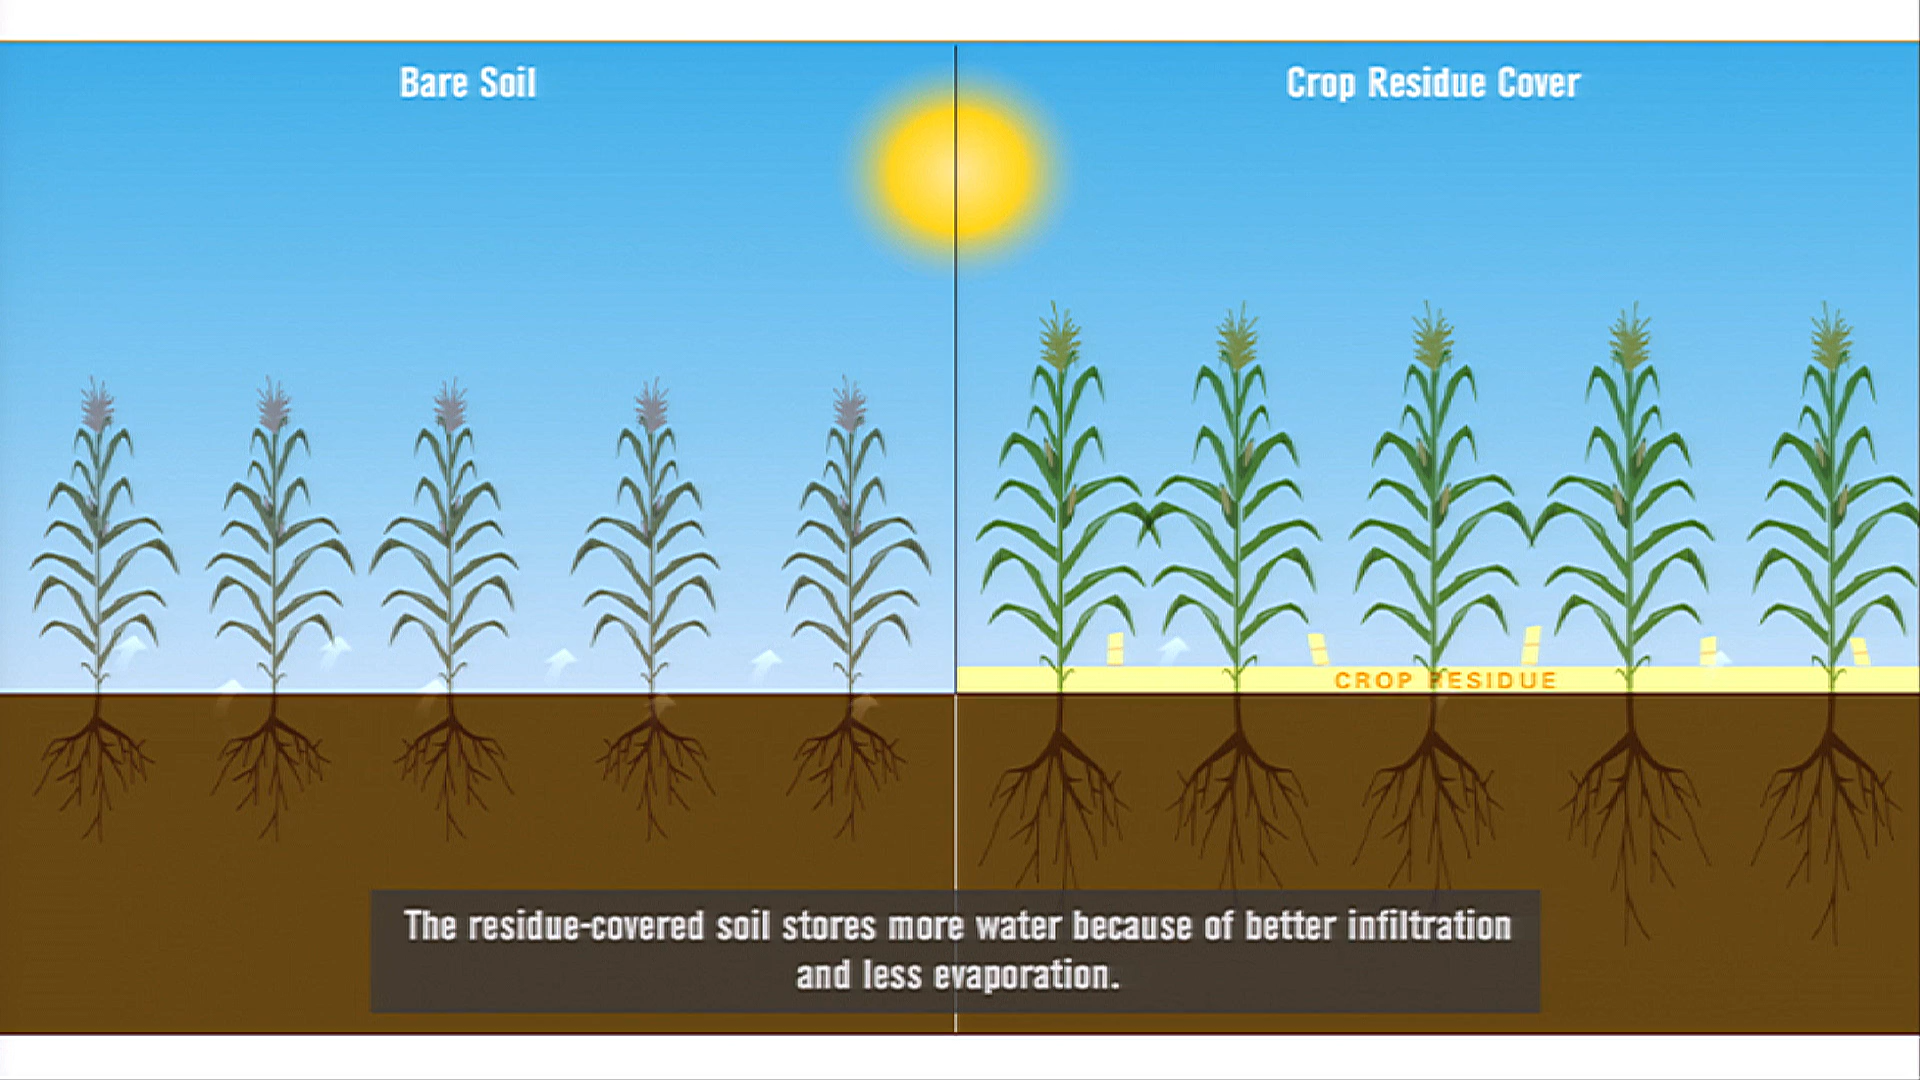 Bare Soil
Crop Residue Cover
CROP RESIDUE
The residue-covered soil stores more water because of better infiltration
and less evaporation.